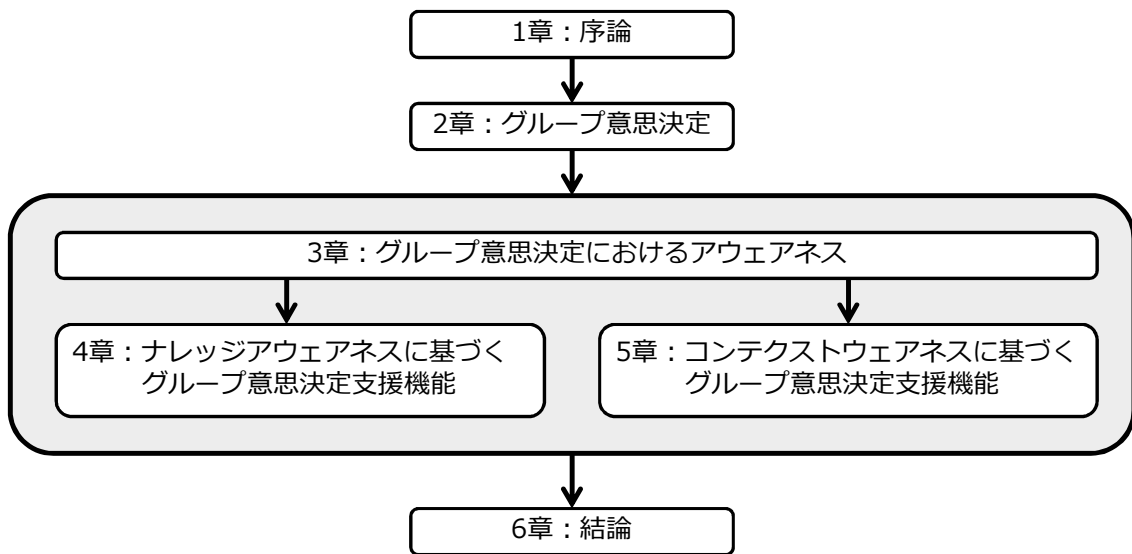 1章：序論
2章：グループ意思決定
3章：グループ意思決定におけるアウェアネス
4章：ナレッジアウェアネスに基づく
グループ意思決定支援機能
5章：コンテクストウェアネスに基づく
グループ意思決定支援機能
6章：結論